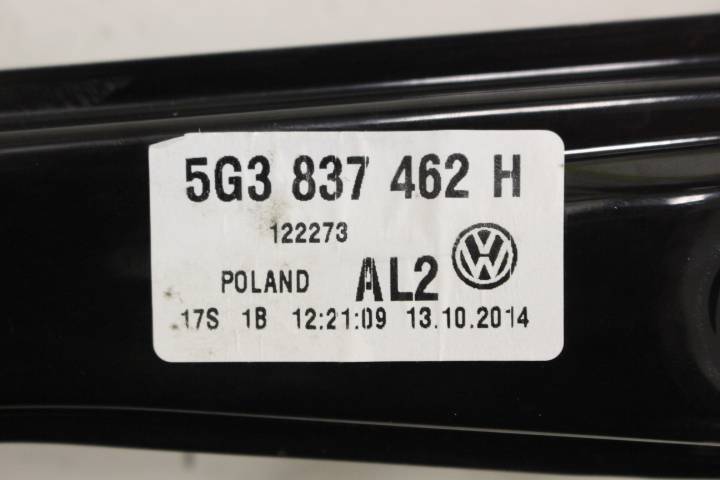 5G3 837 462 H
122273
POLAND AL2
17S 1B 12:21:09 13.10.2014